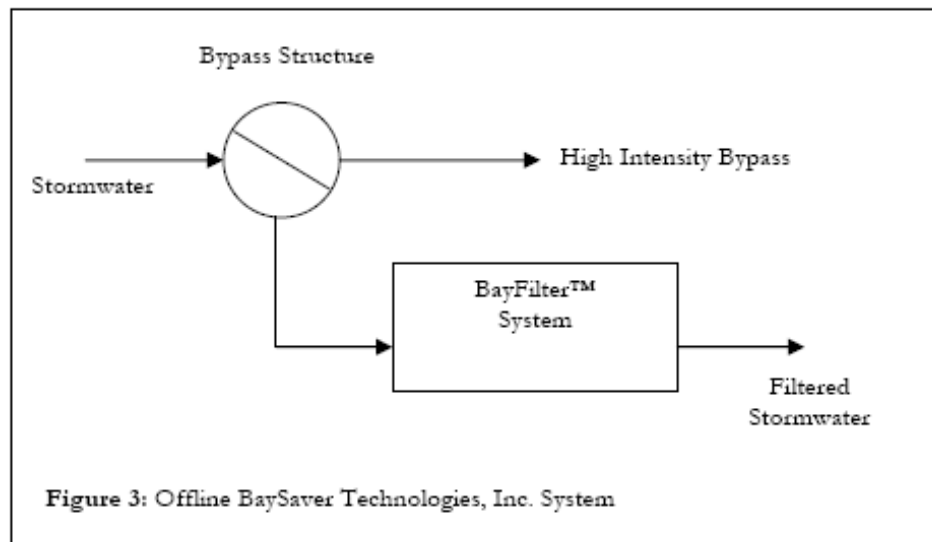 Bypass Structure
High Intensity Bypass
Stormwater
BayFilter™
System
Filtered
Stormwater
Figure 3: Offline BaySaver Technologies, Inc. System